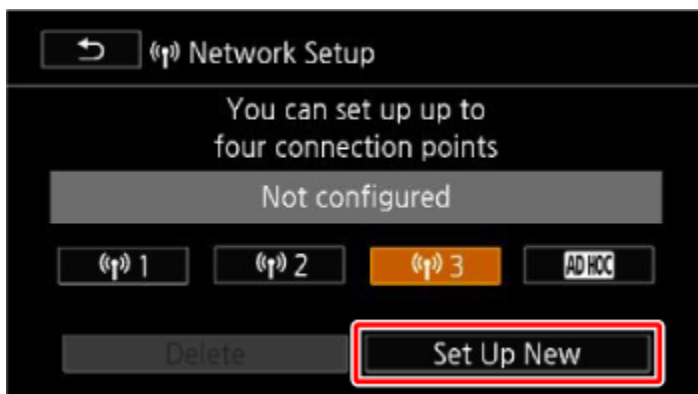 Network Setup
You can set up up to
four connection points
Not configured
1 2 3 AD HOC
Delete Set Up New